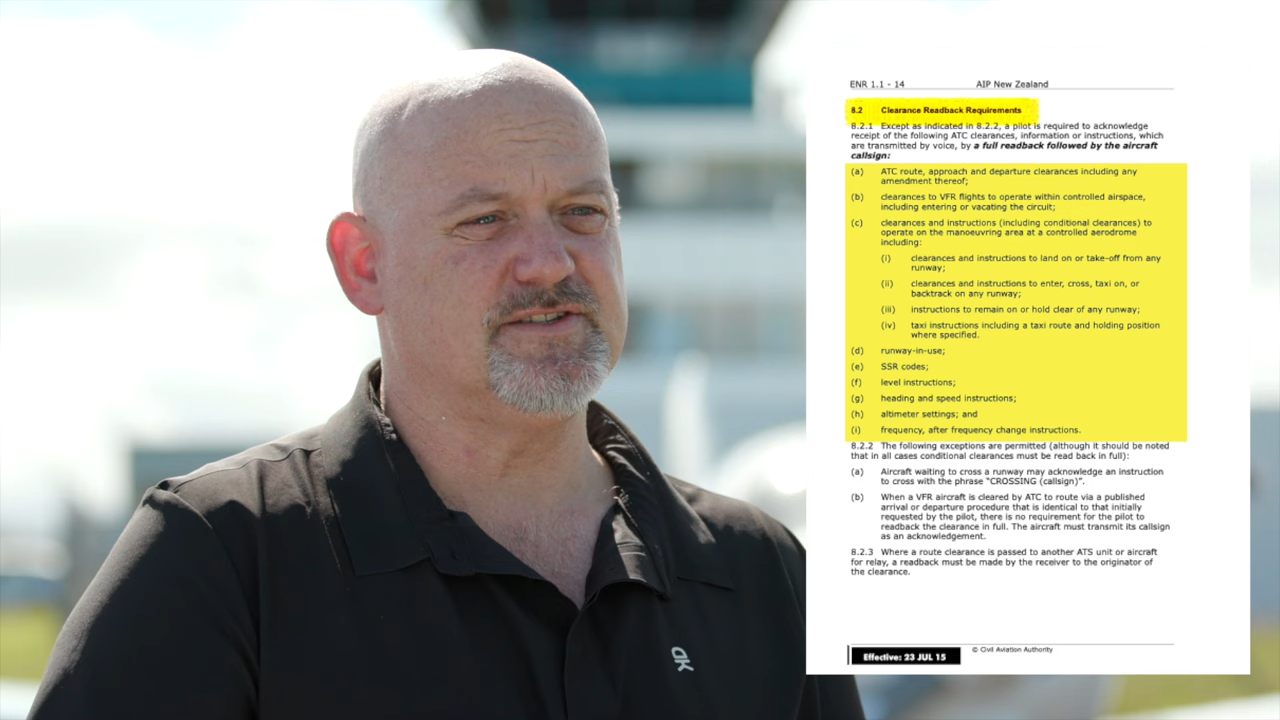 ENR 1.1 - 14 AIP New Zealand
8.2 Clearance Readback Requirements
8.2.1 Except as indicated in 8.2.2, a pilot is required to acknowledge
receipt of the following ATC clearances, information or instructions, which
are transmitted by voice, by a full readback followed by the aircraft
callsign:
(a) ATC route, approach and departure clearances including any
amendment thereof;
(b) clearances to VFR flights to operate within controlled airspace,
including entering or vacating the circuit;
(c) clearances and instructions (including conditional clearances) to
operate on the manoeuvring area at a controlled aerodrome
including:
(i) clearances and instructions to land on or take-off from any
runway;
(ii) clearances and instructions to enter, cross, taxi on, or
backtrack on any runway;
(iii) instructions to remain on or hold clear of any runway;
(iv) taxi instructions including a taxi route and holding position
where specified.
(d) runway-in-use;
(e) SSR codes;
(f) level instructions;
(g) heading and speed instructions;
(h) altimeter settings; and
(i) frequency, after frequency change instructions.
8.2.2 The following exceptions are permitted (although it should be noted
that in all cases conditional clearances must be read back in full):
(a) Aircraft waiting to cross a runway may acknowledge an instruction
to cross with the phrase “CROSSING (callsign)”.
(b) When a VFR aircraft is cleared by ATC to route via a published
arrival or departure procedure that is identical to that initially
requested by the pilot, there is no requirement for the pilot to
readback the clearance in full. The aircraft must transmit its callsign
as an acknowledgement.
8.2.3 Where a route clearance is passed to another ATS unit or aircraft
for relay, a readback must be made by the receiver to the originator of
the clearance.
Effective: 23 JUL 15 © Civil Aviation Authority